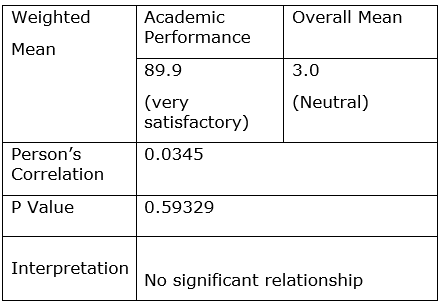 Weighted
Mean
Academic
Performance
Overall Mean
89.9
(very
satisfactory)
3.0
(Neutral)
Person’s
Correlation
0.0345
P Value
0.59329
Interpretation
No significant relationship